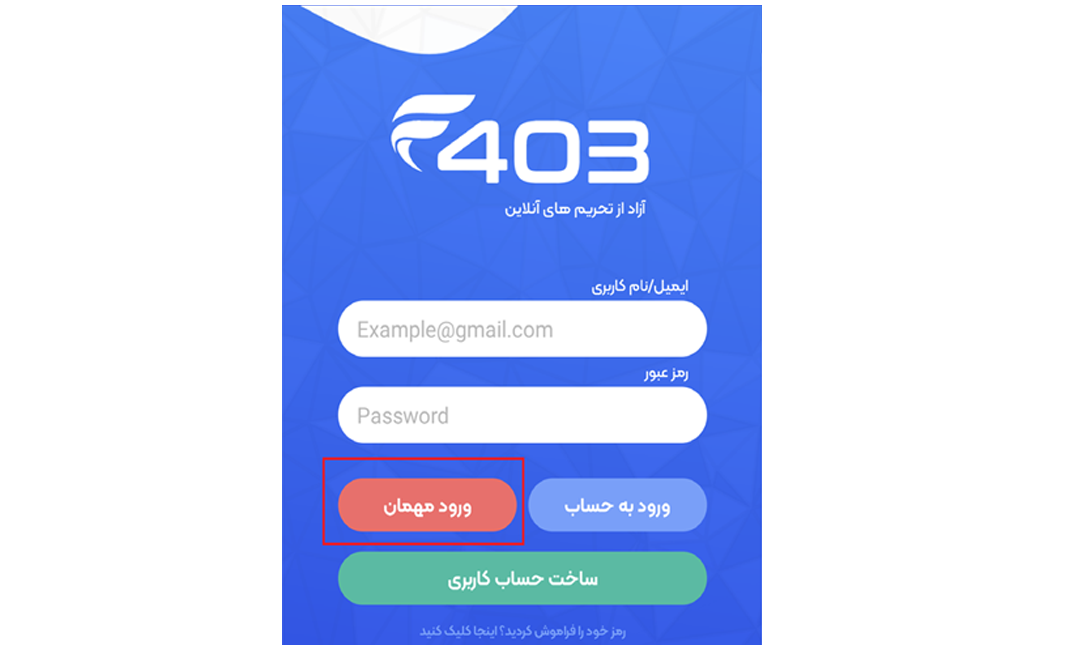 403
آزاد از تحریم های آنلاین
ایمیل/نام کاربری
Example@gmail.com
رمز عبور
Password
ورود به حساب
ورود مهمان
ساخت حساب کاربری
رمز خود را فراموش کردید؟ اینجا کلیک کنید